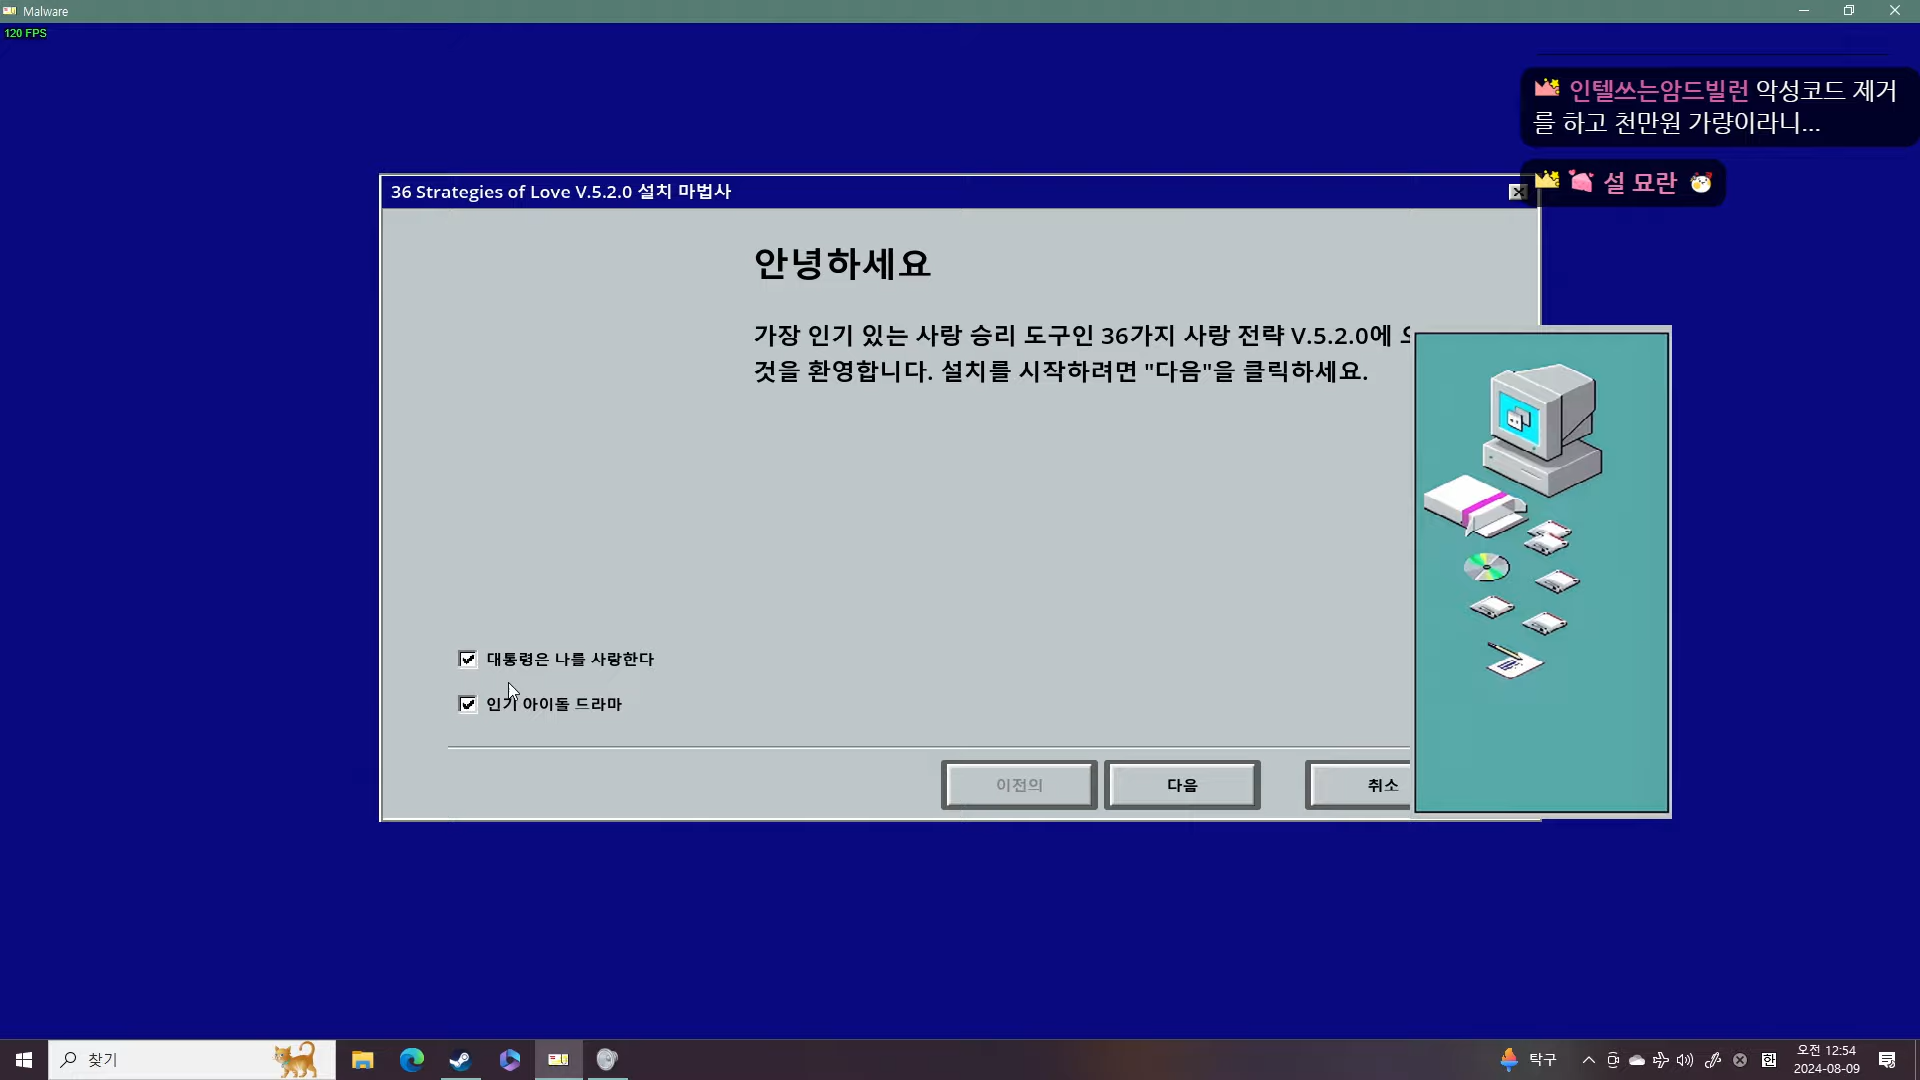 Malware
120 FPS
인텔쓰는암드빌런 악성코드 제거
를 하고 천만원 가량이라니...
설 묘란
36 Strategies of Love V.5.2.0 설치 마법사
안녕하세요
가장 인기 있는 사랑 승리 도구인 36가지 사랑 전략 V.5.2.0에
것을 환영합니다. 설치를 시작하려면 "다음"을 클릭하세요.
대통령은 나를 사랑한다
인기 아이돌 드라마
이전의 다음 취소
찾기
탁구
한
오전 12:54
2024-08-09